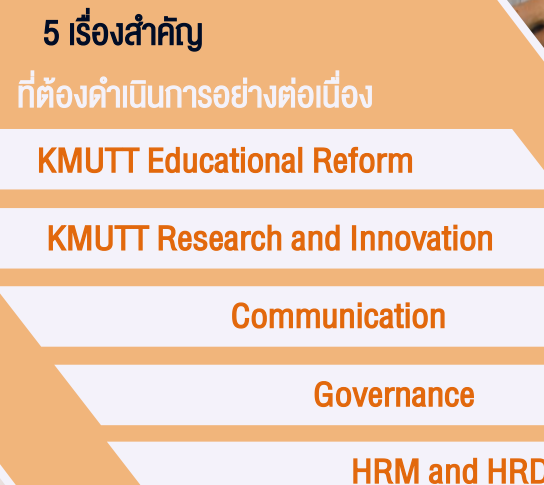 5 เรื่องสำคัญ
ที่ต้องดำเนินการอย่างต่อเนื่อง
KMUTT Educational Reform
KMUTT Research and Innovation
Communication
Governance
HRM and HRD